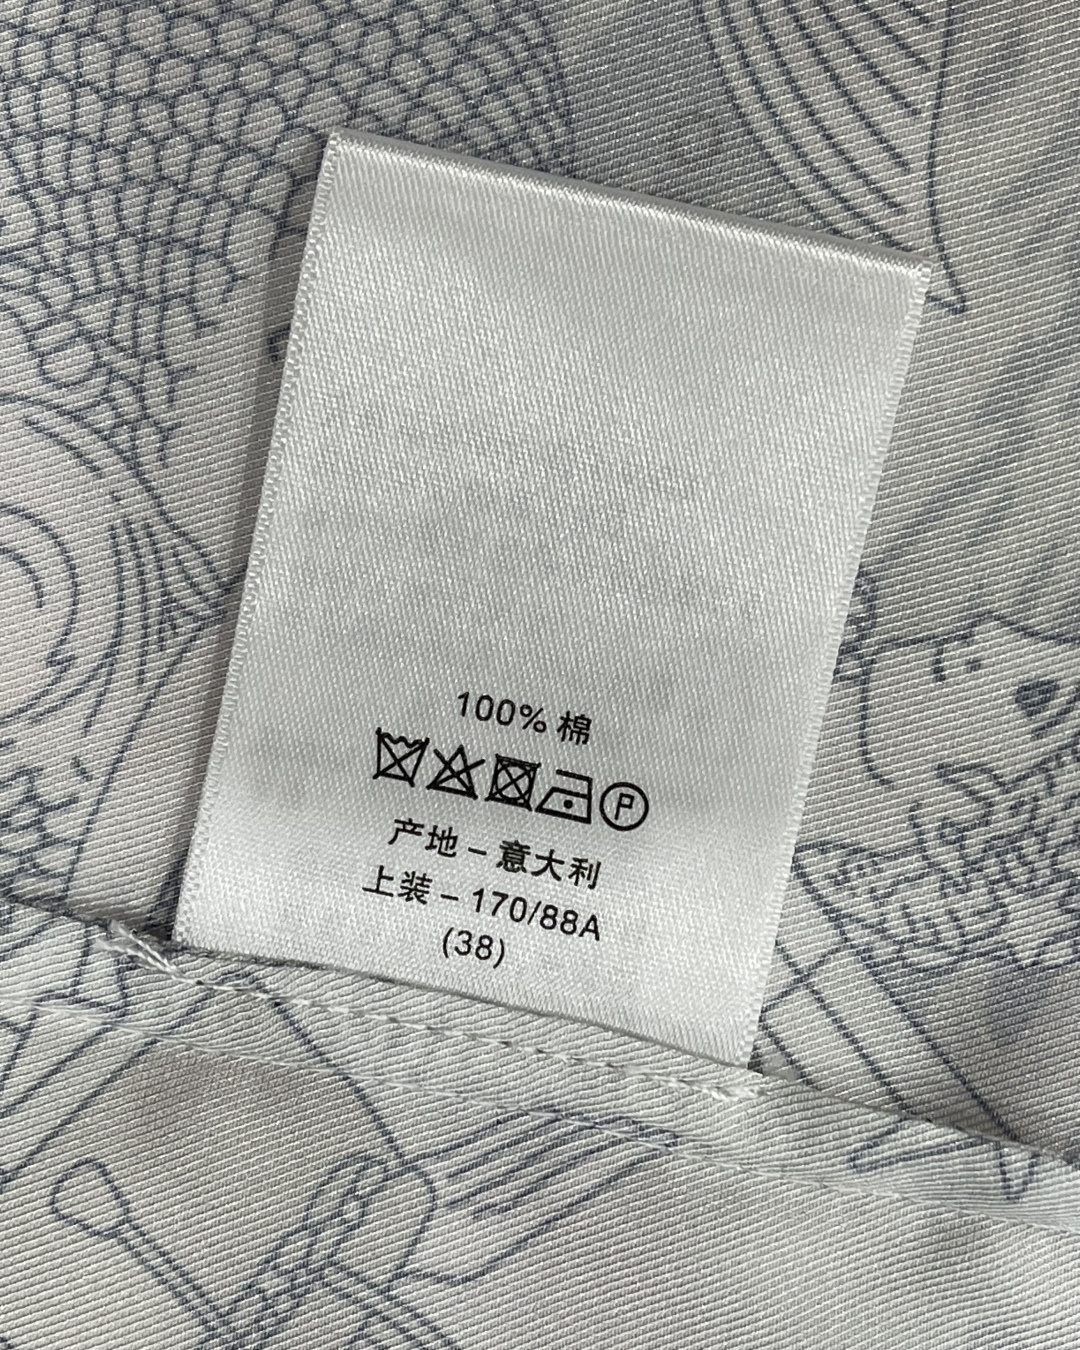 100% 棉
P
产地 – 意大利
上装 – 170/88A
(38)